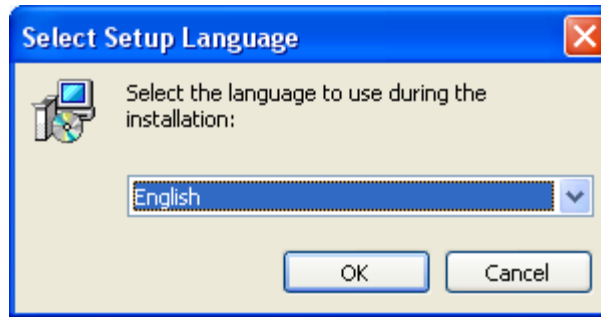 Select Setup Language
Select the language to use during the
installation:
English
OK
Cancel